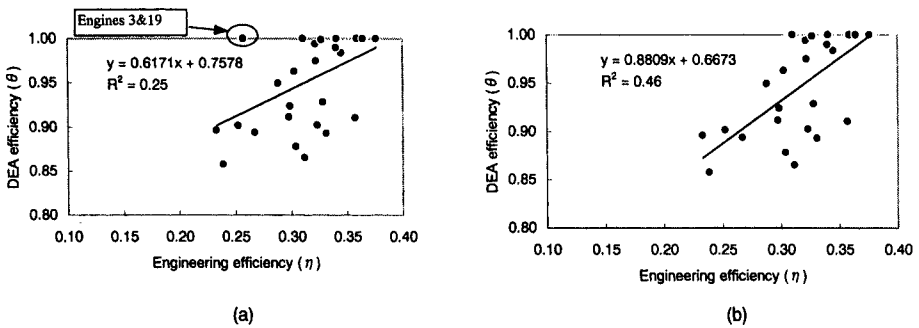 Engines 3&19
1.00
0.95
0.90
0.85
0.80
DEA efficiency (θ)
y = 0.6171x + 0.7578
R² = 0.25
0.10
0.15
0.20
0.25
0.30
0.35
0.40
Engineering efficiency (η)
(a)
1.00
0.95
0.90
0.85
0.80
DEA efficiency (θ)
y = 0.8809x + 0.6673
R² = 0.46
0.10
0.15
0.20
0.25
0.30
0.35
0.40
Engineering efficiency (η)
(b)